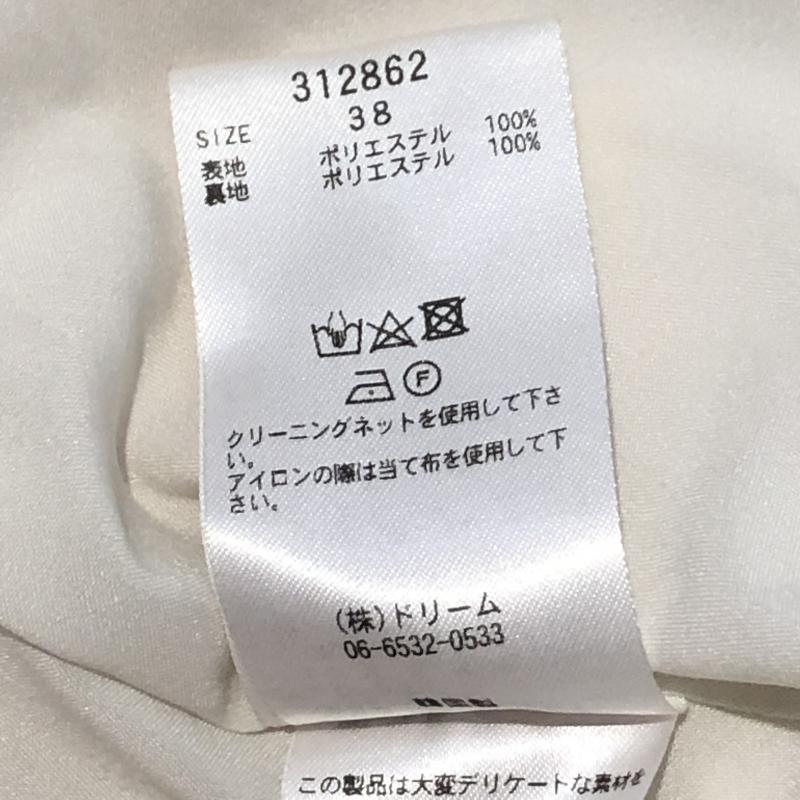 312862
SIZE 38
表地 ポリエステル 100%
裏地 ポリエステル 100%
F
クリーニングネットを使用して下さ
い。
アイロンの際は当て布を使用して下
さい。
(株)ドリーム
06-6532-0533
この製品は大変デリケートな素材を